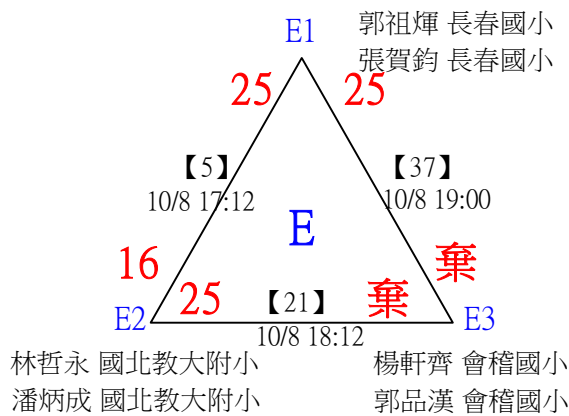 E1
郭祖煇 長春國小
張賀鈞 長春國小
25
25
【5】
10/8 17:12
【37】
10/8 19:00
E
16
棄
25
【21】
棄
E2
10/8 18:12
E3
林哲永 國北教大附小
潘炳成 國北教大附小
楊軒齊 會稽國小
郭品漢 會稽國小